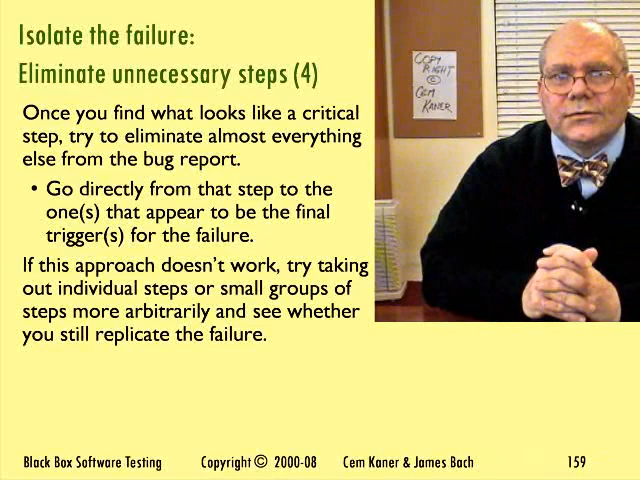 Isolate the failure:
Eliminate unnecessary steps (4)
Once you find what looks like a critical
step, try to eliminate almost everything
else from the bug report.
• Go directly from that step to the
one(s) that appear to be the final
trigger(s) for the failure.
If this approach doesn't work, try taking
out individual steps or small groups of
steps more arbitrarily and see whether
you still replicate the failure.
COPY
RIGHT
©
CEM
KANER
Black Box Software Testing Copyright © 2000-08 Cem Kaner & James Bach 159